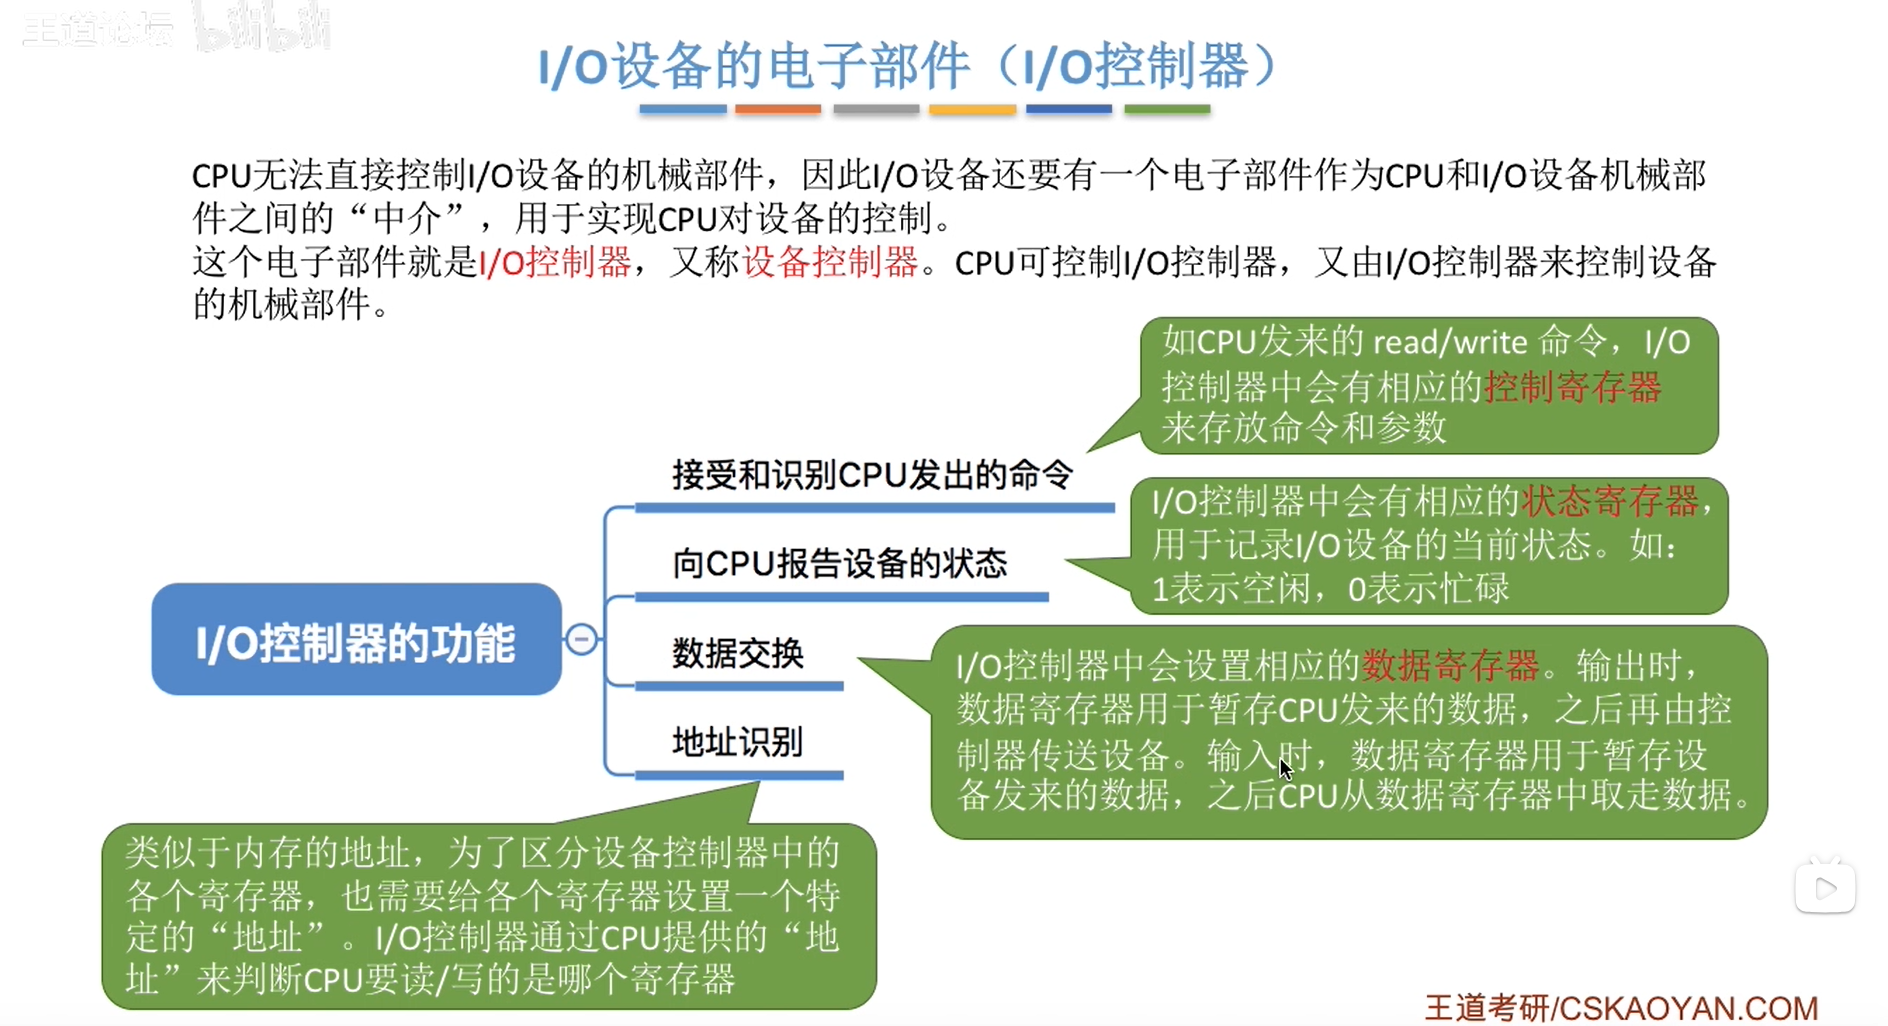 王道论坛 bilibili
I/O设备的电子部件（I/O控制器）
CPU无法直接控制I/O设备的机械部件，因此I/O设备还要有一个电子部件作为CPU和I/O设备机械部
件之间的“中介”，用于实现CPU对设备的控制。
这个电子部件就是I/O控制器，又称设备控制器。CPU可控制I/O控制器，又由I/O控制器来控制设备
的机械部件。
如CPU发来的 read/write 命令，I/O
控制器中会有相应的控制寄存器
来存放命令和参数
接受和识别CPU发出的命令
I/O控制器中会有相应的状态寄存器，
用于记录I/O设备的当前状态。如：
1表示空闲，0表示忙碌
向CPU报告设备的状态
I/O控制器的功能
数据交换
I/O控制器中会设置相应的数据寄存器。输出时，
数据寄存器用于暂存CPU发来的数据，之后再由控
制器传送设备。输入时，数据寄存器用于暂存设
备发来的数据，之后CPU从数据寄存器中取走数据。
地址识别
类似于内存的地址，为了区分设备控制器中的
各个寄存器，也需要给各个寄存器设置一个特
定的“地址”。I/O控制器通过CPU提供的“地
址”来判断CPU要读/写的是哪个寄存器
王道考研/CSKAOYAN.COM